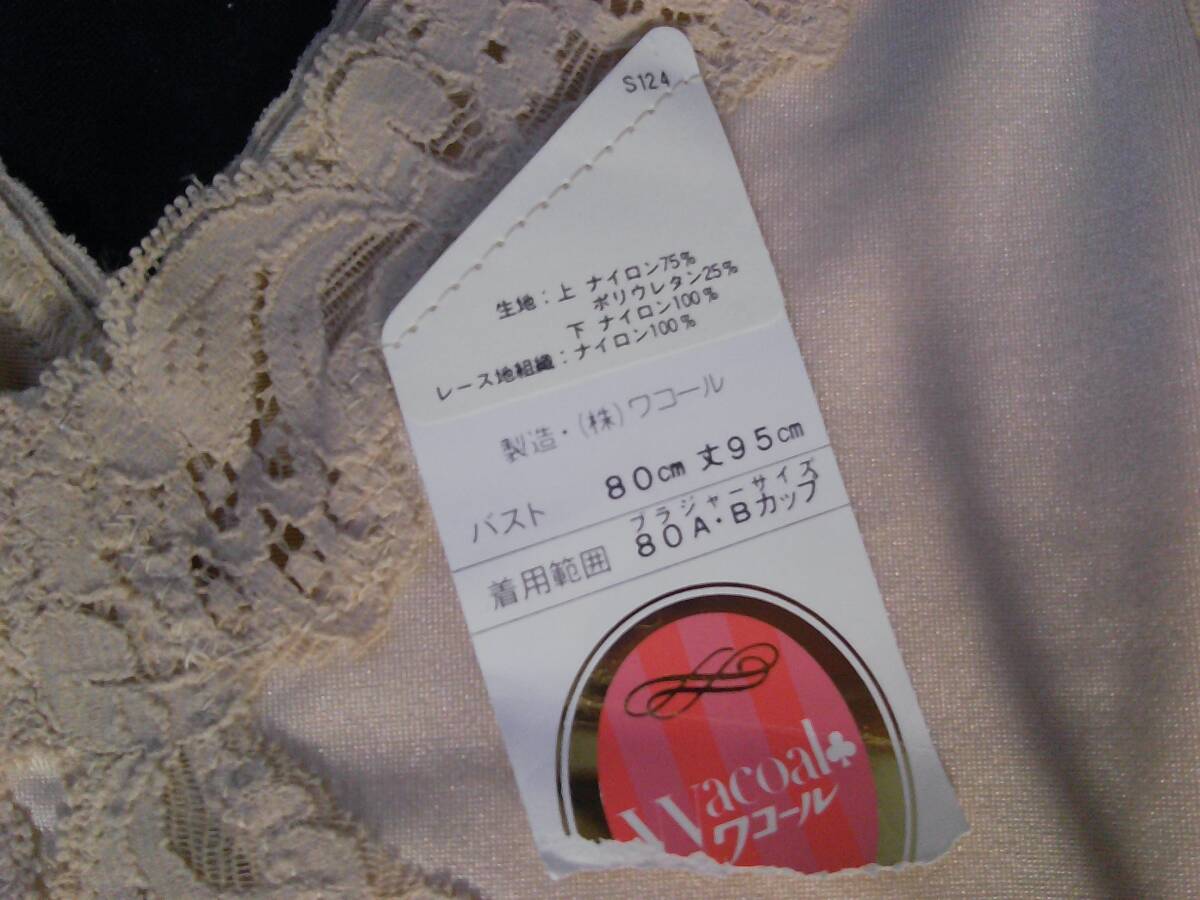 S124
生地：上 ナイロン75%
ポリウレタン25%
下 ナイロン100%
レース地組織：ナイロン100%
製造・(株)ワコール
バスト 80cm 丈95cm
ブラジャーサイズ
着用範囲 80A・Bカップ
Wacoal
ワコール